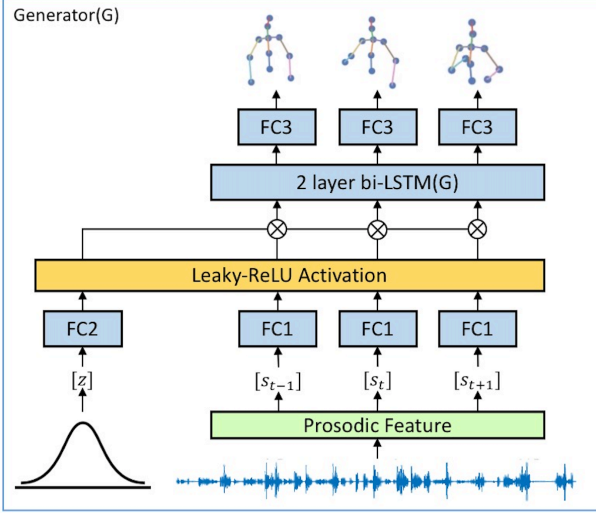 Generator(G)
FC3 FC3 FC3
2 layer bi-LSTM(G)
Leaky-ReLU Activation
FC2 FC1 FC1 FC1
[z] [s_{t-1}] [s_t] [s_{t+1}]
Prosodic Feature